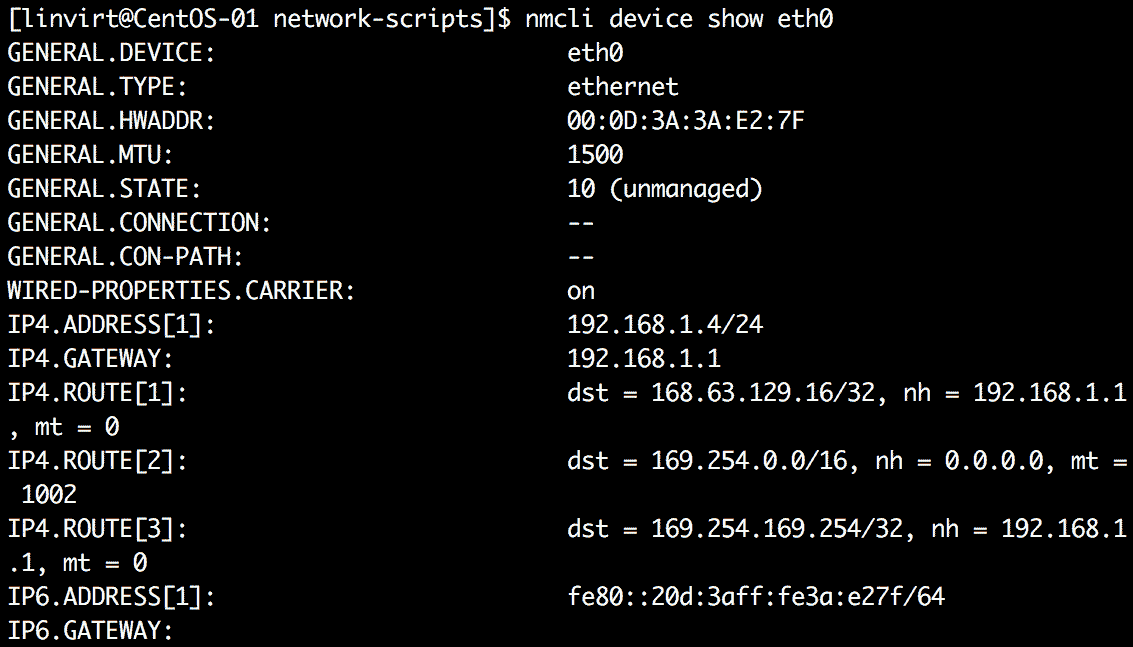 [linvirt@CentOS-01 network-scripts]$ nmcli device show eth0
GENERAL.DEVICE: eth0
GENERAL.TYPE: ethernet
GENERAL.HWADDR: 00:0D:3A:3A:E2:7F
GENERAL.MTU: 1500
GENERAL.STATE: 10 (unmanaged)
GENERAL.CONNECTION: --
GENERAL.CON-PATH: --
WIRED-PROPERTIES.CARRIER: on
IP4.ADDRESS[1]: 192.168.1.4/24
IP4.GATEWAY: 192.168.1.1
IP4.ROUTE[1]: dst = 168.63.129.16/32, nh = 192.168.1.1
, mt = 0
IP4.ROUTE[2]: dst = 169.254.0.0/16, nh = 0.0.0.0, mt =
1002
IP4.ROUTE[3]: dst = 169.254.169.254/32, nh = 192.168.1
.1, mt = 0
IP6.ADDRESS[1]: fe80::20d:3aff:fe3a:e27f/64
IP6.GATEWAY: